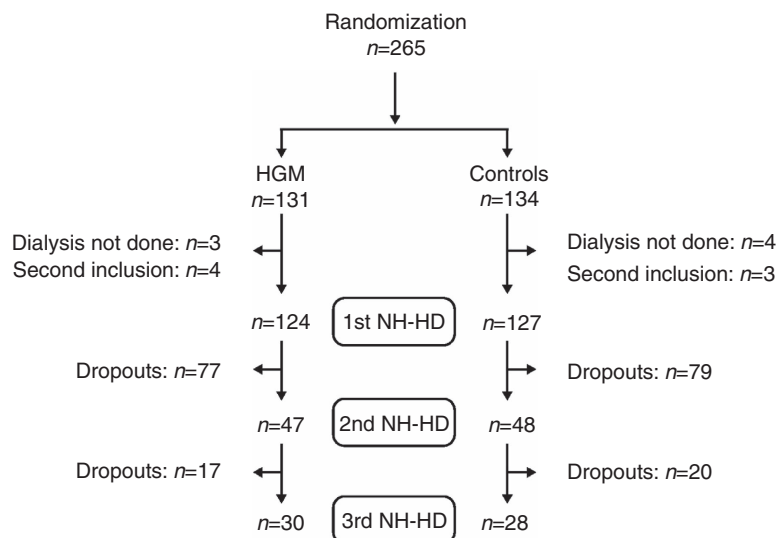 Randomization
n=265
HGM
n=131
Controls
n=134
Dialysis not done: n=3
Second inclusion: n=4
Dialysis not done: n=4
Second inclusion: n=3
n=124
1st NH-HD
n=127
Dropouts: n=77
Dropouts: n=79
n=47
2nd NH-HD
n=48
Dropouts: n=17
Dropouts: n=20
n=30
3rd NH-HD
n=28